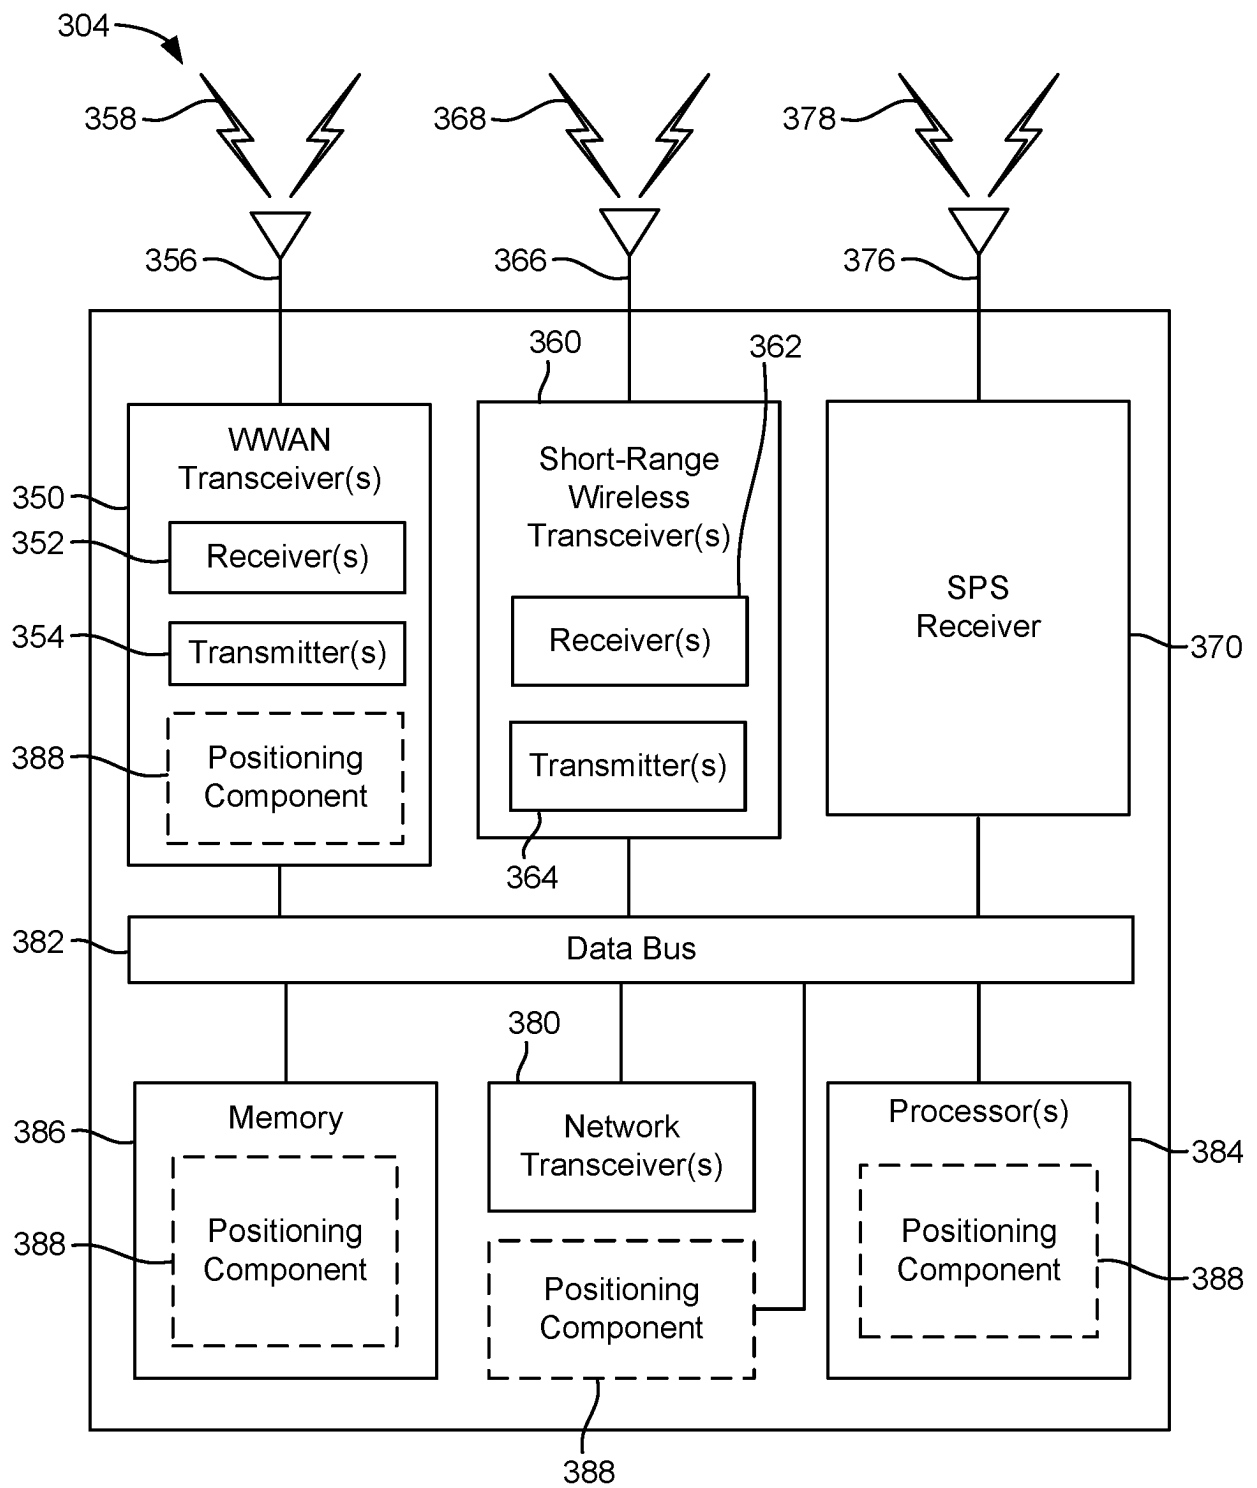 304
358
368
378
356
366
376
360
362
WWAN
Transceiver(s)
350
352
Receiver(s)
354
Transmitter(s)
388
Positioning
Component
Short-Range
Wireless
Transceiver(s)
Receiver(s)
Transmitter(s)
364
SPS
Receiver
370
382
Data Bus
380
386
Memory
388
Positioning
Component
Network
Transceiver(s)
Positioning
Component
388
Processor(s)
384
Positioning
Component
388